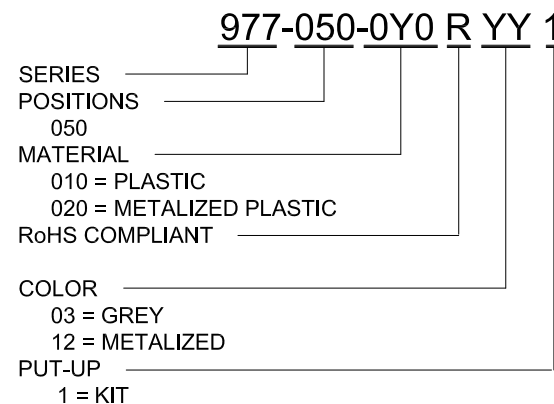 977-050-0Y0 R YY 1
SERIES
POSITIONS
050
MATERIAL
010 = PLASTIC
020 = METALIZED PLASTIC
RoHS COMPLIANT
COLOR
03 = GREY
12 = METALIZED
PUT-UP
1 = KIT